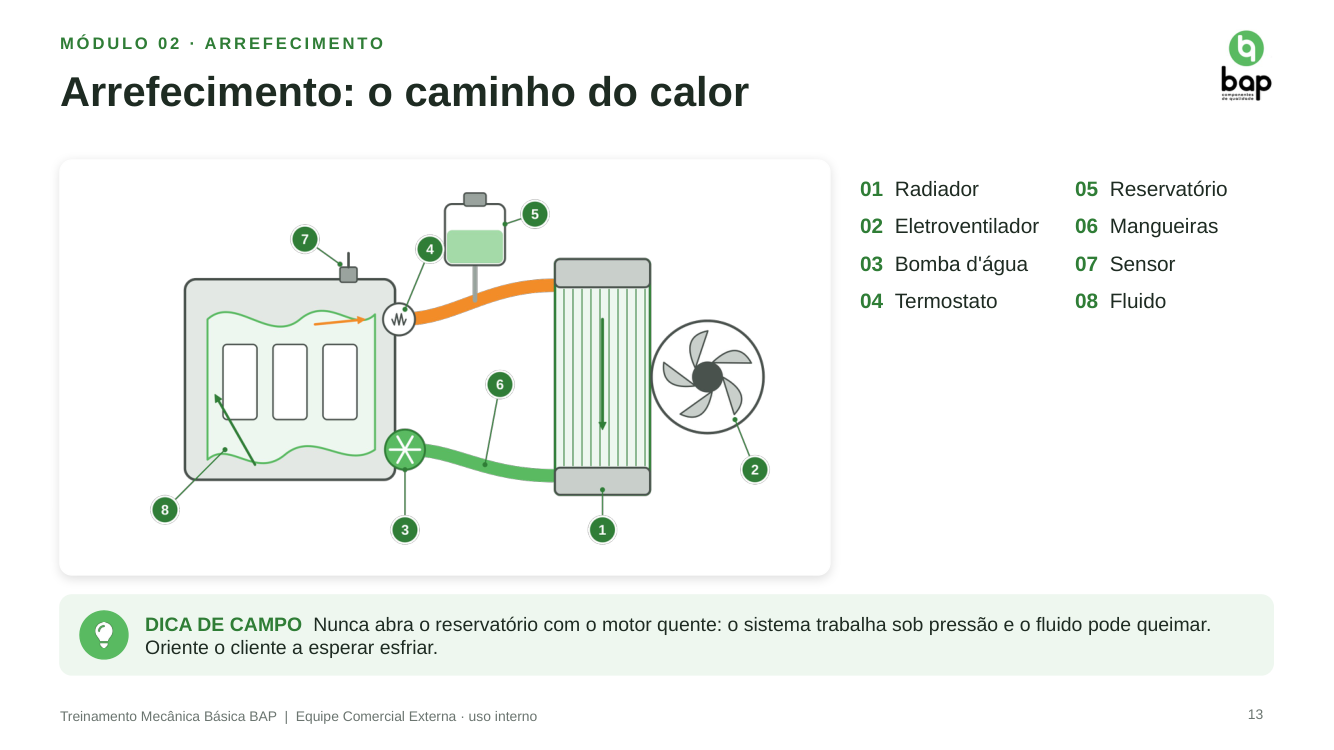 MÓDULO 02 · ARREFECIMENTO
Arrefecimento: o caminho do calor
bap
componentes
de qualidade
5
7
4
6
2
8
3
1
01 Radiador
02 Eletroventilador
03 Bomba d'água
04 Termostato
05 Reservatório
06 Mangueiras
07 Sensor
08 Fluido
DICA DE CAMPO Nunca abra o reservatório com o motor quente: o sistema trabalha sob pressão e o fluido pode queimar.
Oriente o cliente a esperar esfriar.
Treinamento Mecânica Básica BAP | Equipe Comercial Externa · uso interno
13